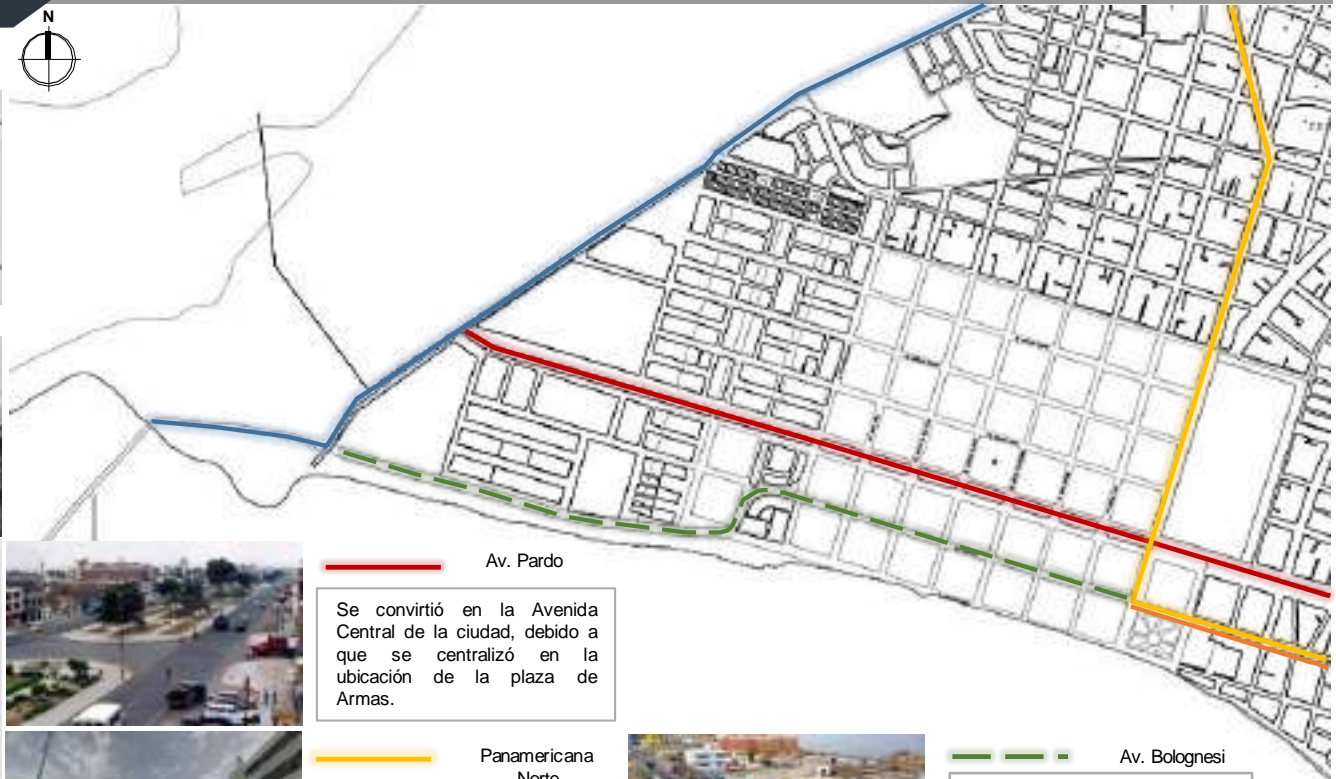 N
Av. Pardo
Se convirtió en la Avenida
Central de la ciudad, debido a
que se centralizó en la
ubicación de la plaza de
Armas.
Panamericana
Norte
Av. Bolognesi